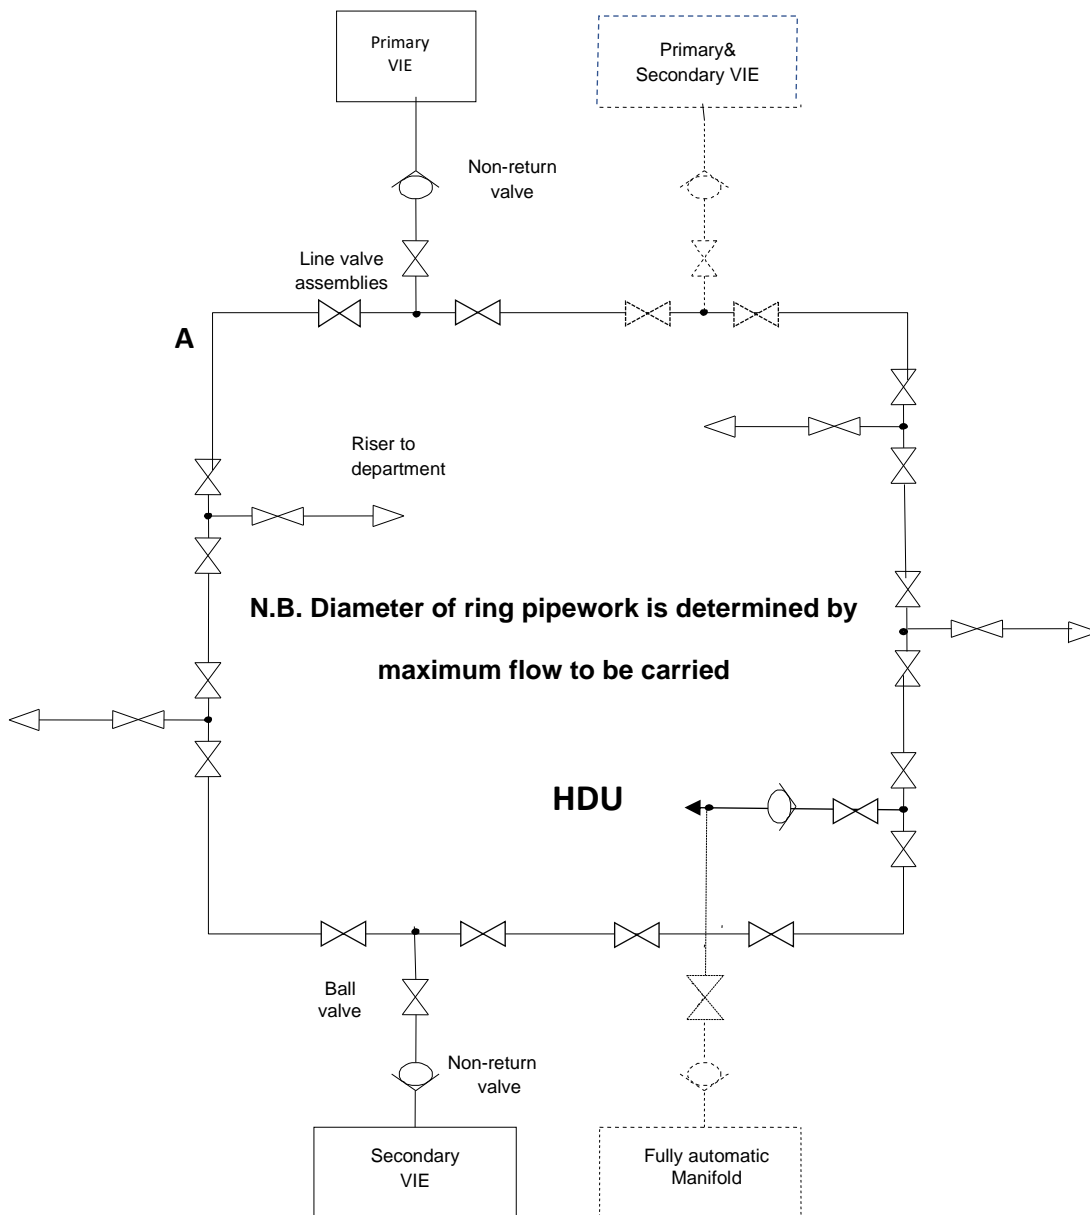 Primary
VIE
Primary&
Secondary VIE
Non-return
valve
Line valve
assemblies
A
Riser to
department
N.B. Diameter of ring pipework is determined by
maximum flow to be carried
HDU
Ball
valve
Non-return
valve
Secondary
VIE
Fully automatic
Manifold